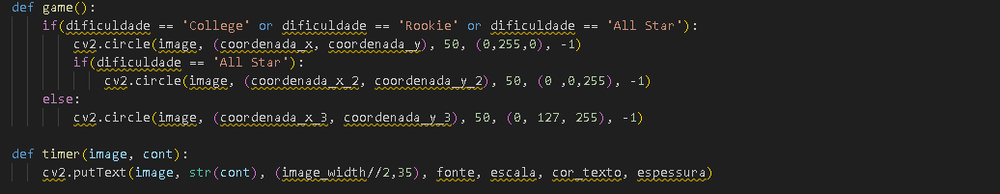 def game():
    if(dificuldade == 'College' or dificuldade == 'Rookie' or dificuldade == 'All Star'):
        cv2.circle(image, (coordenada_x, coordenada_y), 50, (0,255,0), -1)
        if(dificuldade == 'All Star'):
            cv2.circle(image, (coordenada_x_2, coordenada_y_2), 50, (0 ,0,255), -1)
    else:
        cv2.circle(image, (coordenada_x_3, coordenada_y_3), 50, (0, 127, 255), -1)
def timer(image, cont):
    cv2.putText(image, str(cont), (image_width//2,35), fonte, escala, cor_texto, espessura)